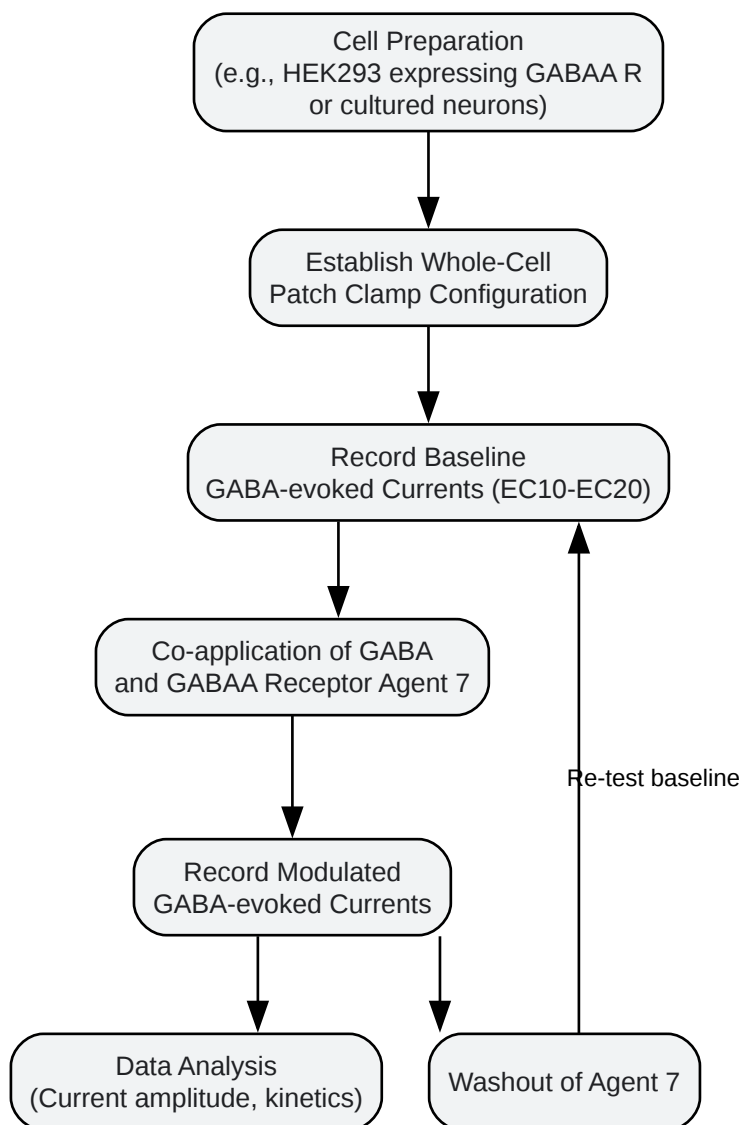 Cell Preparation
(e.g., HEK293 expressing GABAA R
or cultured neurons)
Establish Whole-Cell
Patch Clamp Configuration
Record Baseline
GABA-evoked Currents (EC10-EC20)
Co-application of GABA
and GABAA Receptor Agent 7
Re-test baseline
Record Modulated
GABA-evoked Currents
Data Analysis
(Current amplitude, kinetics)
Washout of Agent 7